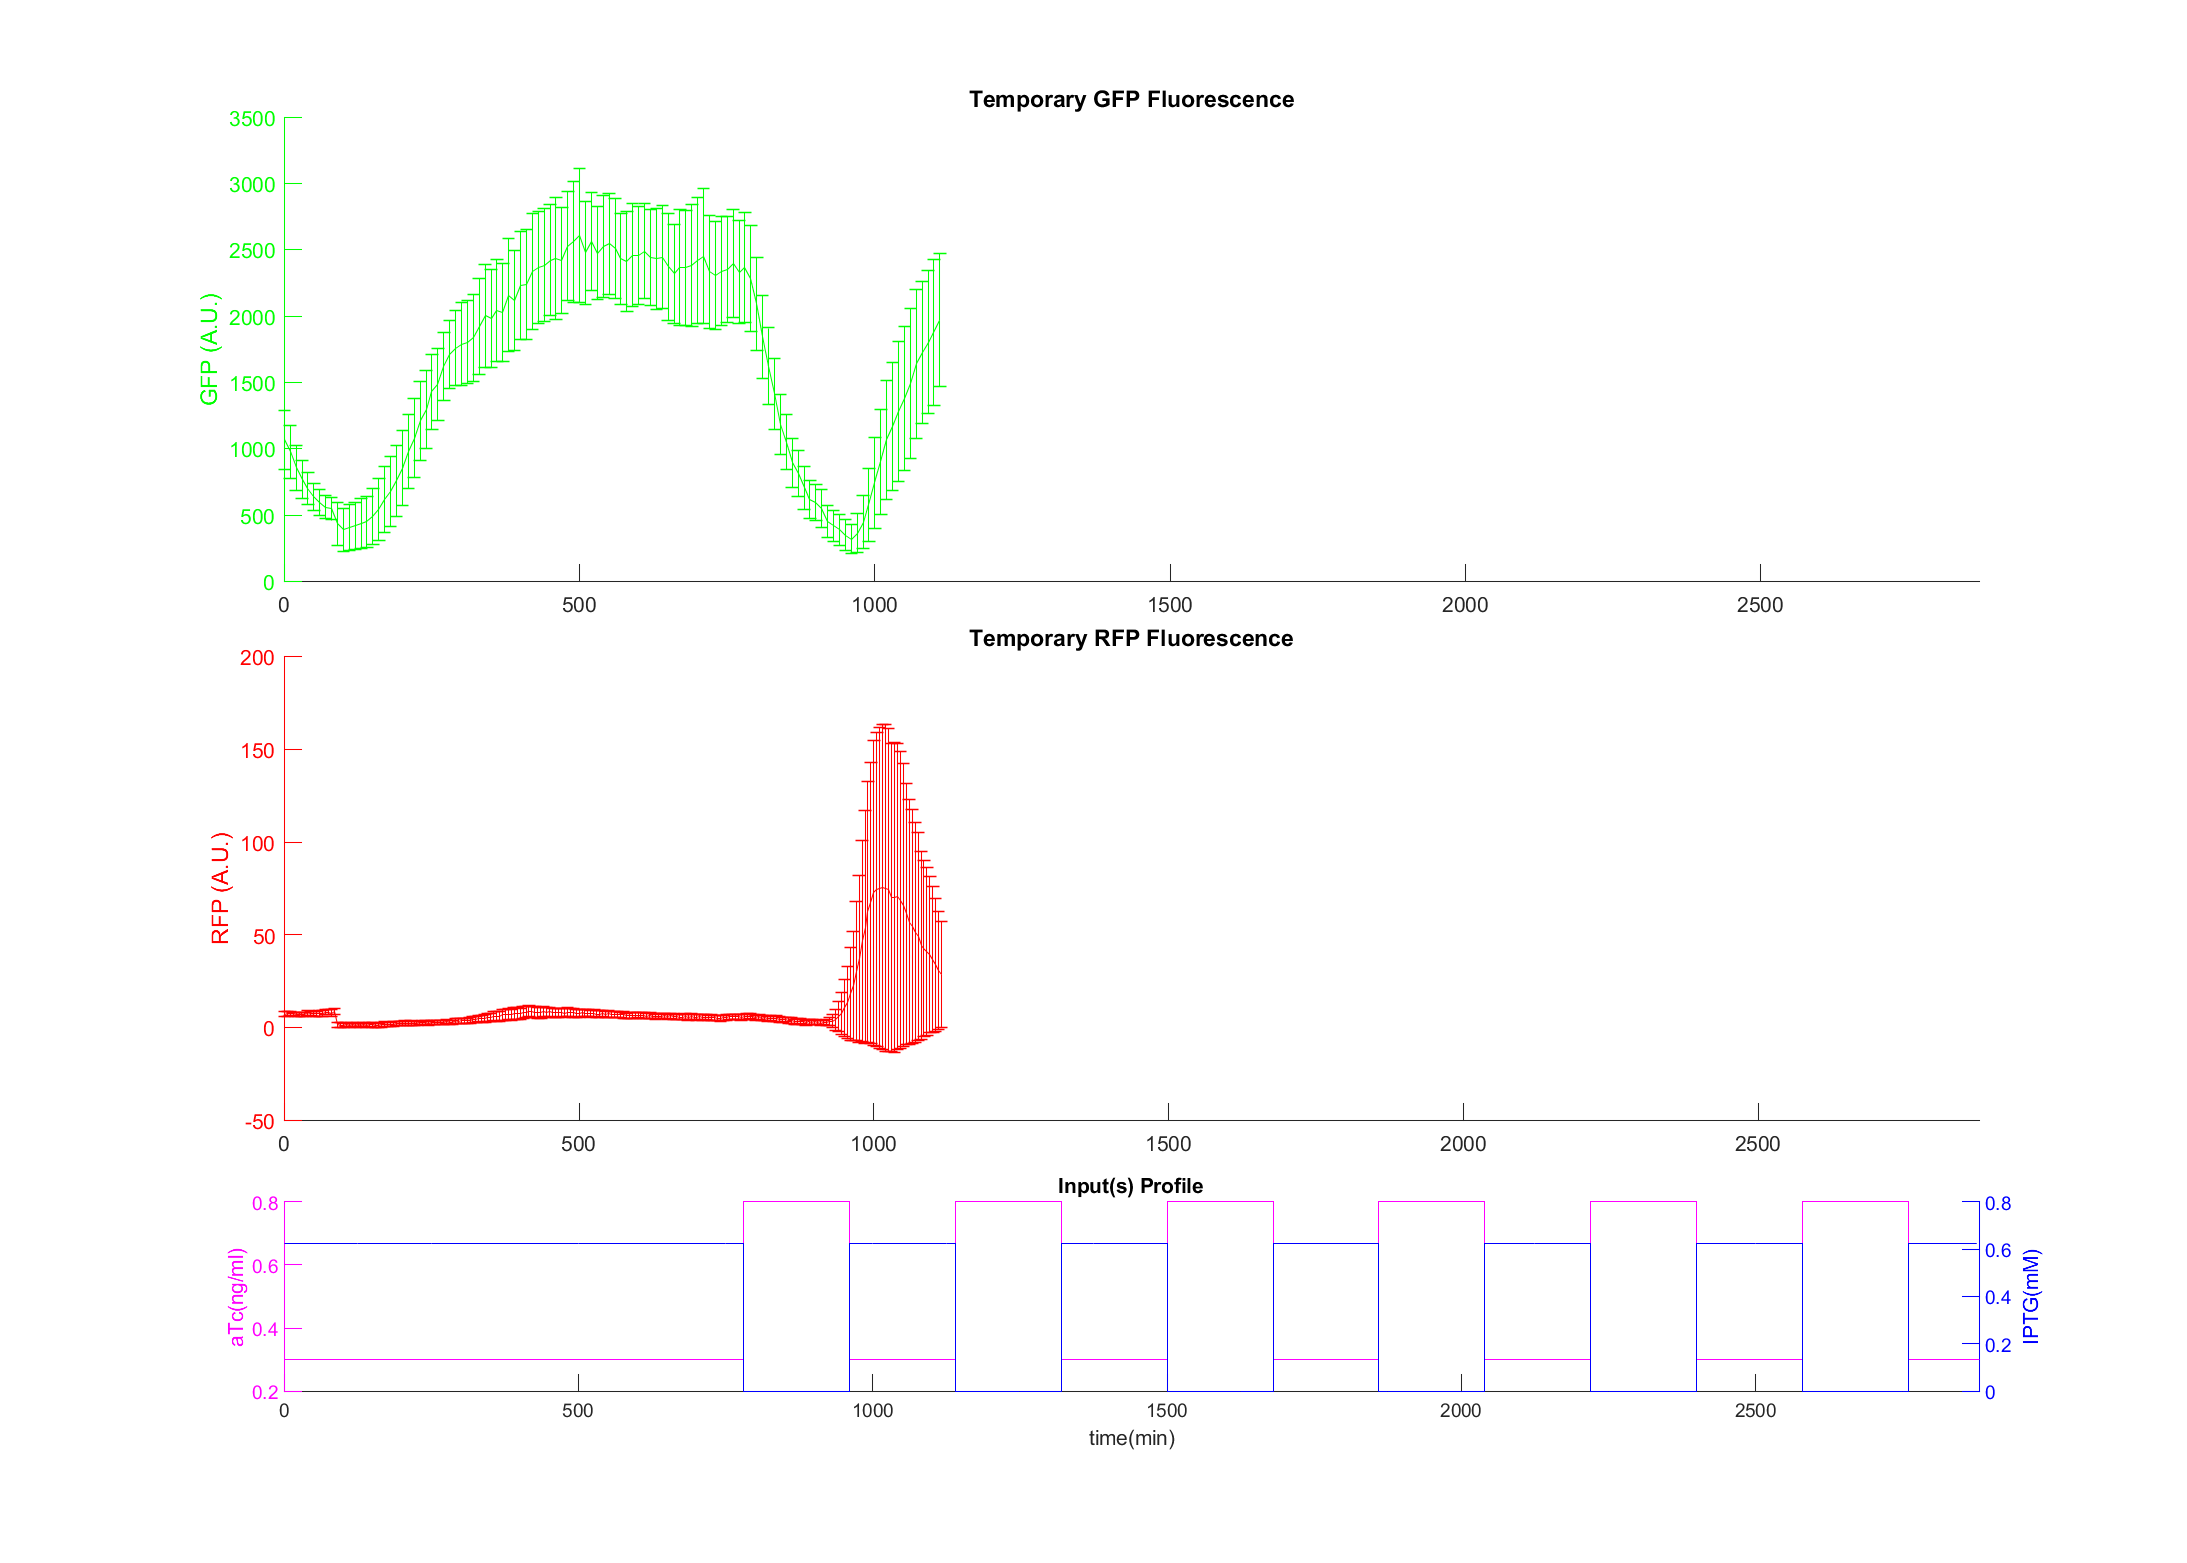 Temporary GFP Fluorescence
3500
3000
2500
2000
1500
1000
500
0
GFP (A.U.)
0 500 1000 1500 2000 2500
Temporary RFP Fluorescence
200
150
100
50
0
-50
RFP (A.U.)
0 500 1000 1500 2000 2500
Input(s) Profile
0.8
0.6
0.4
0.2
aTc(ng/ml)
0.8
0.6
0.4
0.2
0
IPTG(mM)
0 500 1000 1500 2000 2500
time(min)